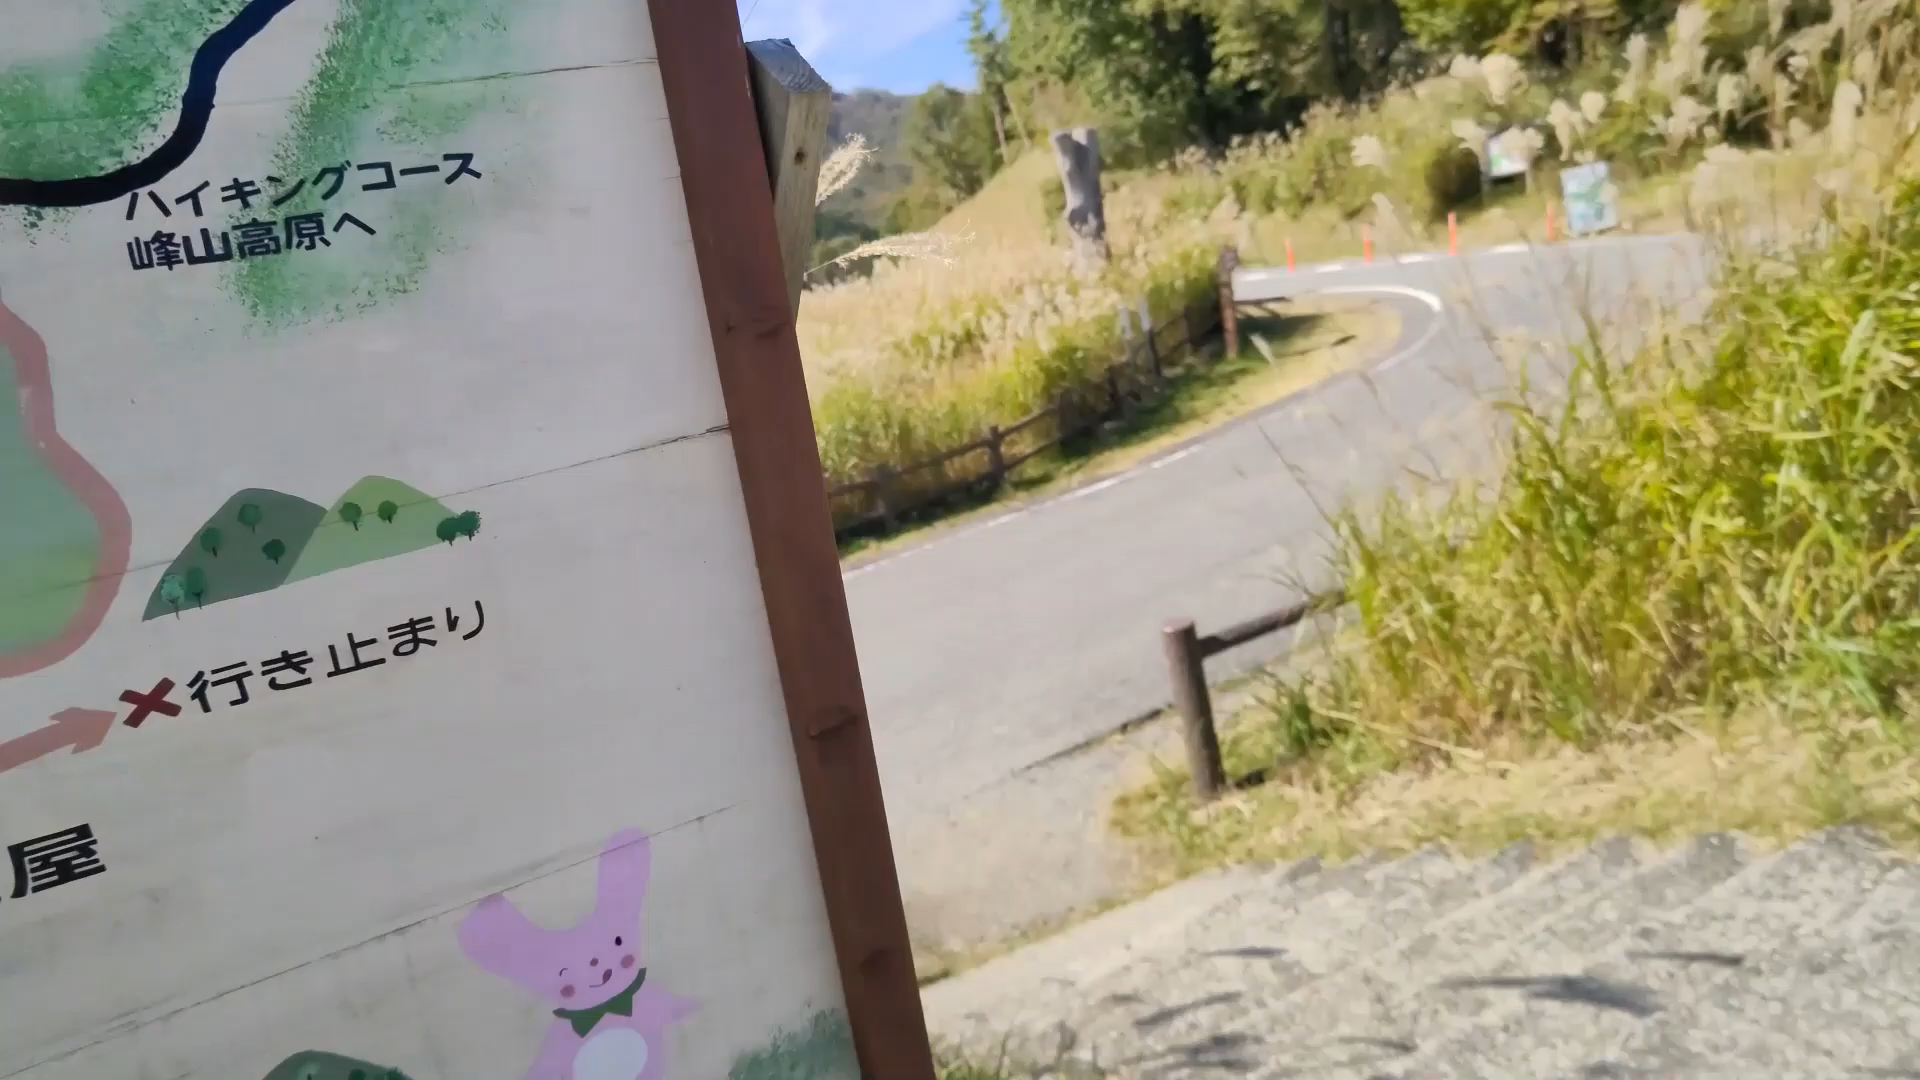 ハイキングコース
峰山高原へ
行き止まり
屋